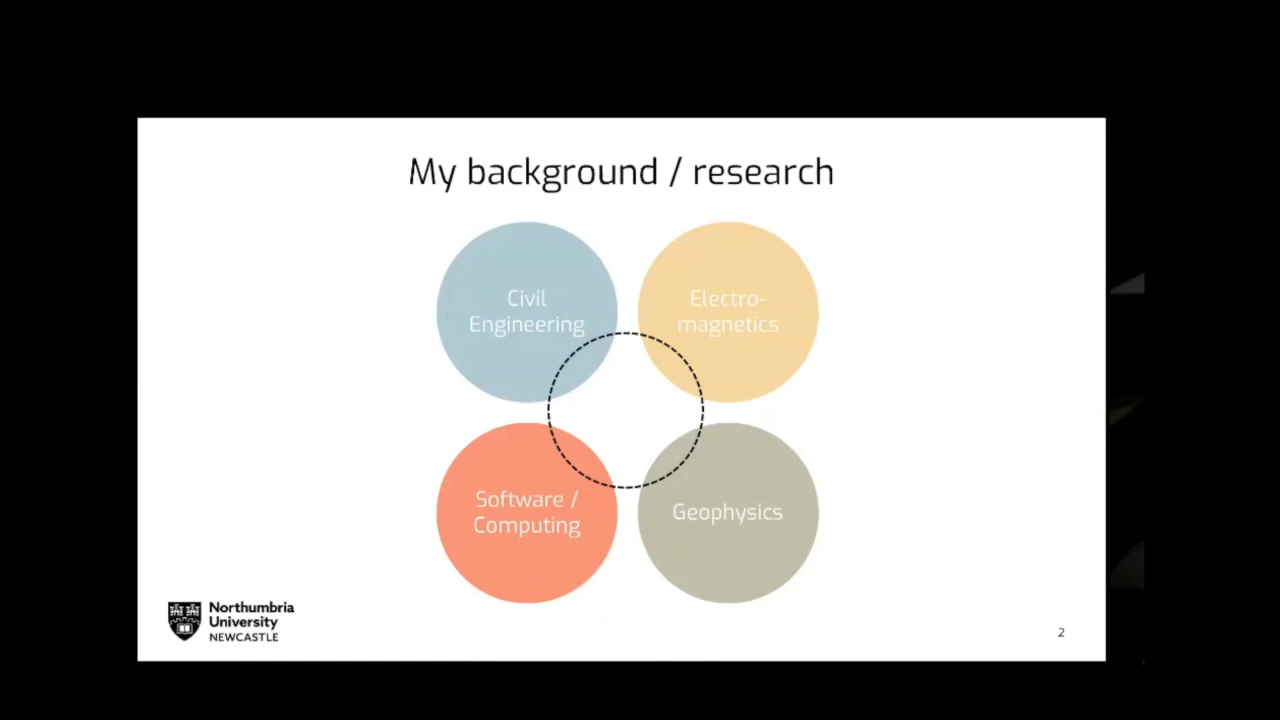 My background / research
Civil
Engineering
Electro-
magnetics
Software /
Computing
Geophysics
Northumbria
University
NEWCASTLE
2